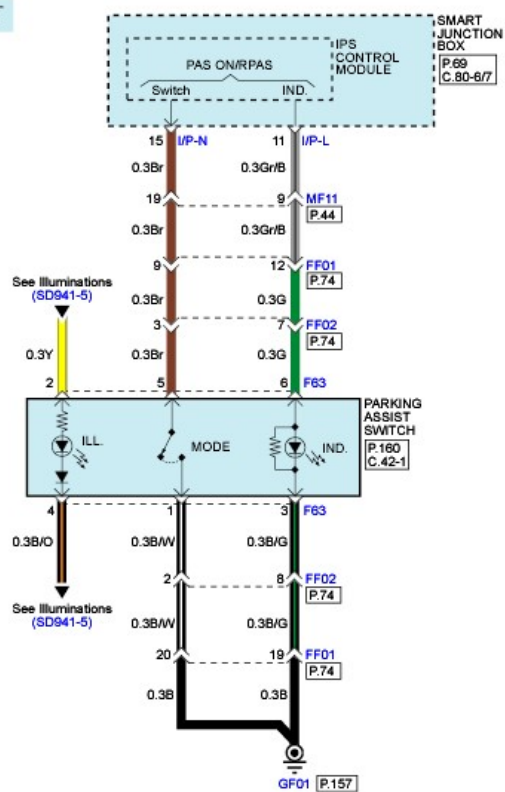 SMART
JUNCTION
BOX
P.69
C.80-6/7
IPS
CONTROL
MODULE
PAS ON/RPAS
Switch IND.
15 I/P-N 11 I/P-L
0.3Br 0.3Gr/B
19 9 MF11
P.44
0.3Br 0.3Gr/B
9 12 FF01
P.74
See Illuminations
(SD941-5)
0.3Br 0.3G
3 7 FF02
P.74
0.3Y 0.3Br 0.3G
2 5 6 F63
PARKING
ASSIST
SWITCH
P.160
C.42-1
ILL. MODE IND.
4 1 3 F63
0.3B/O 0.3B/W 0.3B/G
2 8 FF02
P.74
See Illuminations
(SD941-5)
0.3B/W 0.3B/G
20 19 FF01
P.74
0.3B 0.3B
GF01 P.157